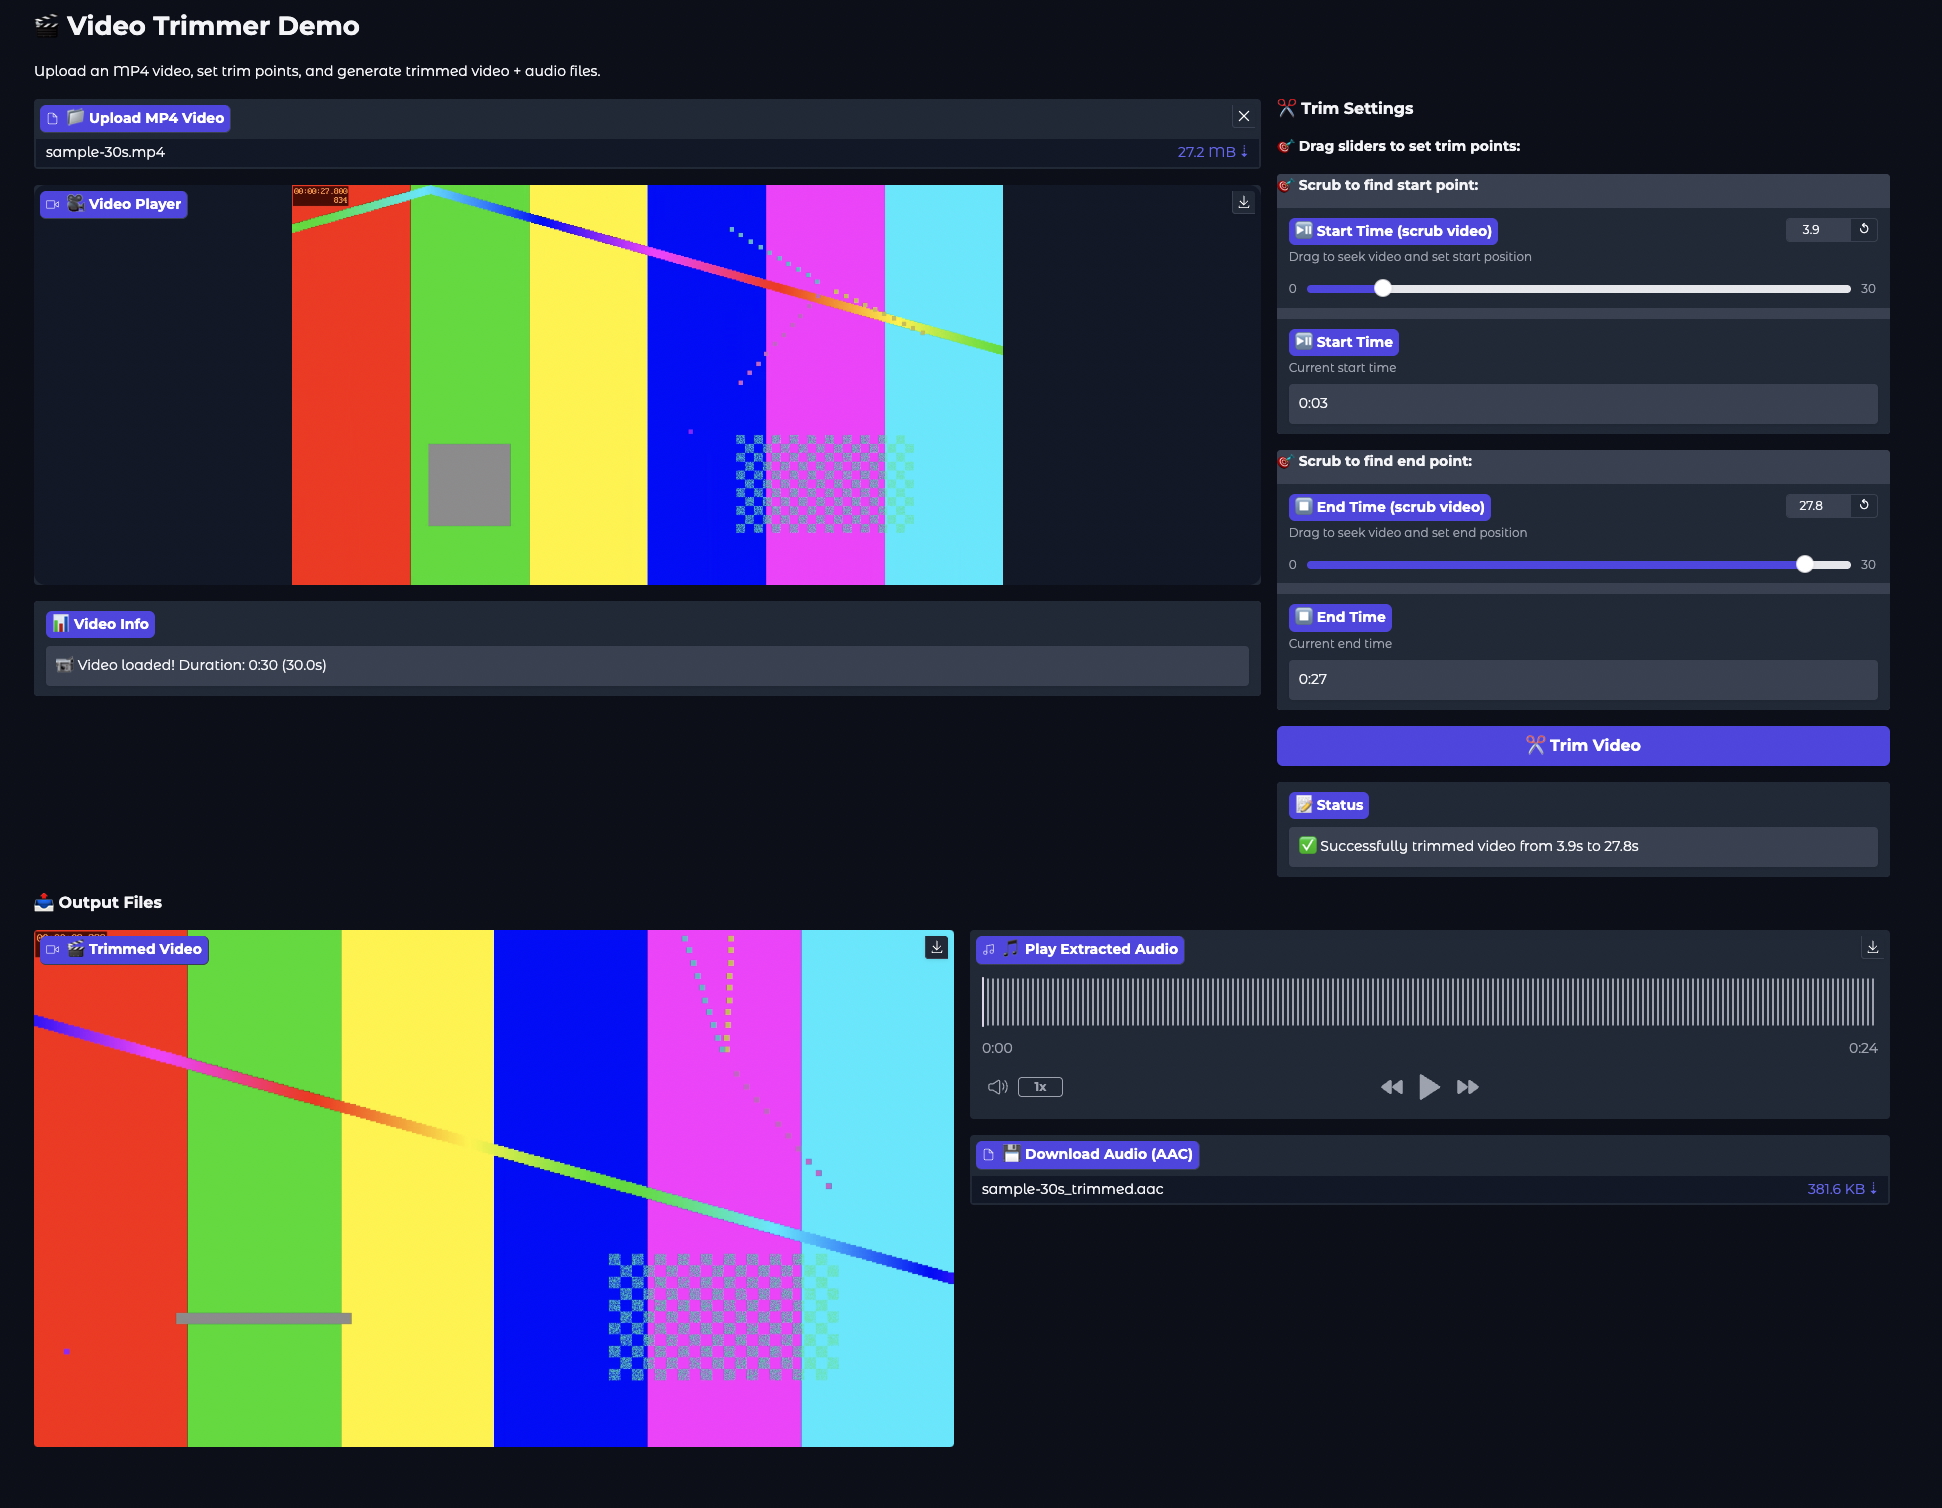 🎬 Video Trimmer Demo
Upload an MP4 video, set trim points, and generate trimmed video + audio files.
📁 Upload MP4 Video
sample-30s.mp4
27.2 MB ↓
🎥 Video Player
00:00:27.800
834
📊 Video Info
📹 Video loaded! Duration: 0:30 (30.0s)
✂️ Trim Settings
🎯 Drag sliders to set trim points:
🎯 Scrub to find start point:
⏯️ Start Time (scrub video)
3.9
Drag to seek video and set start position
0
30
⏯️ Start Time
Current start time
0:03
🎯 Scrub to find end point:
⏹️ End Time (scrub video)
27.8
Drag to seek video and set end position
0
30
⏹️ End Time
Current end time
0:27
✂️ Trim Video
📝 Status
✅ Successfully trimmed video from 3.9s to 27.8s
📤 Output Files
🎬 Trimmed Video
🎵 Play Extracted Audio
0:00
0:24
1x
💾 Download Audio (AAC)
sample-30s_trimmed.aac
381.6 KB ↓